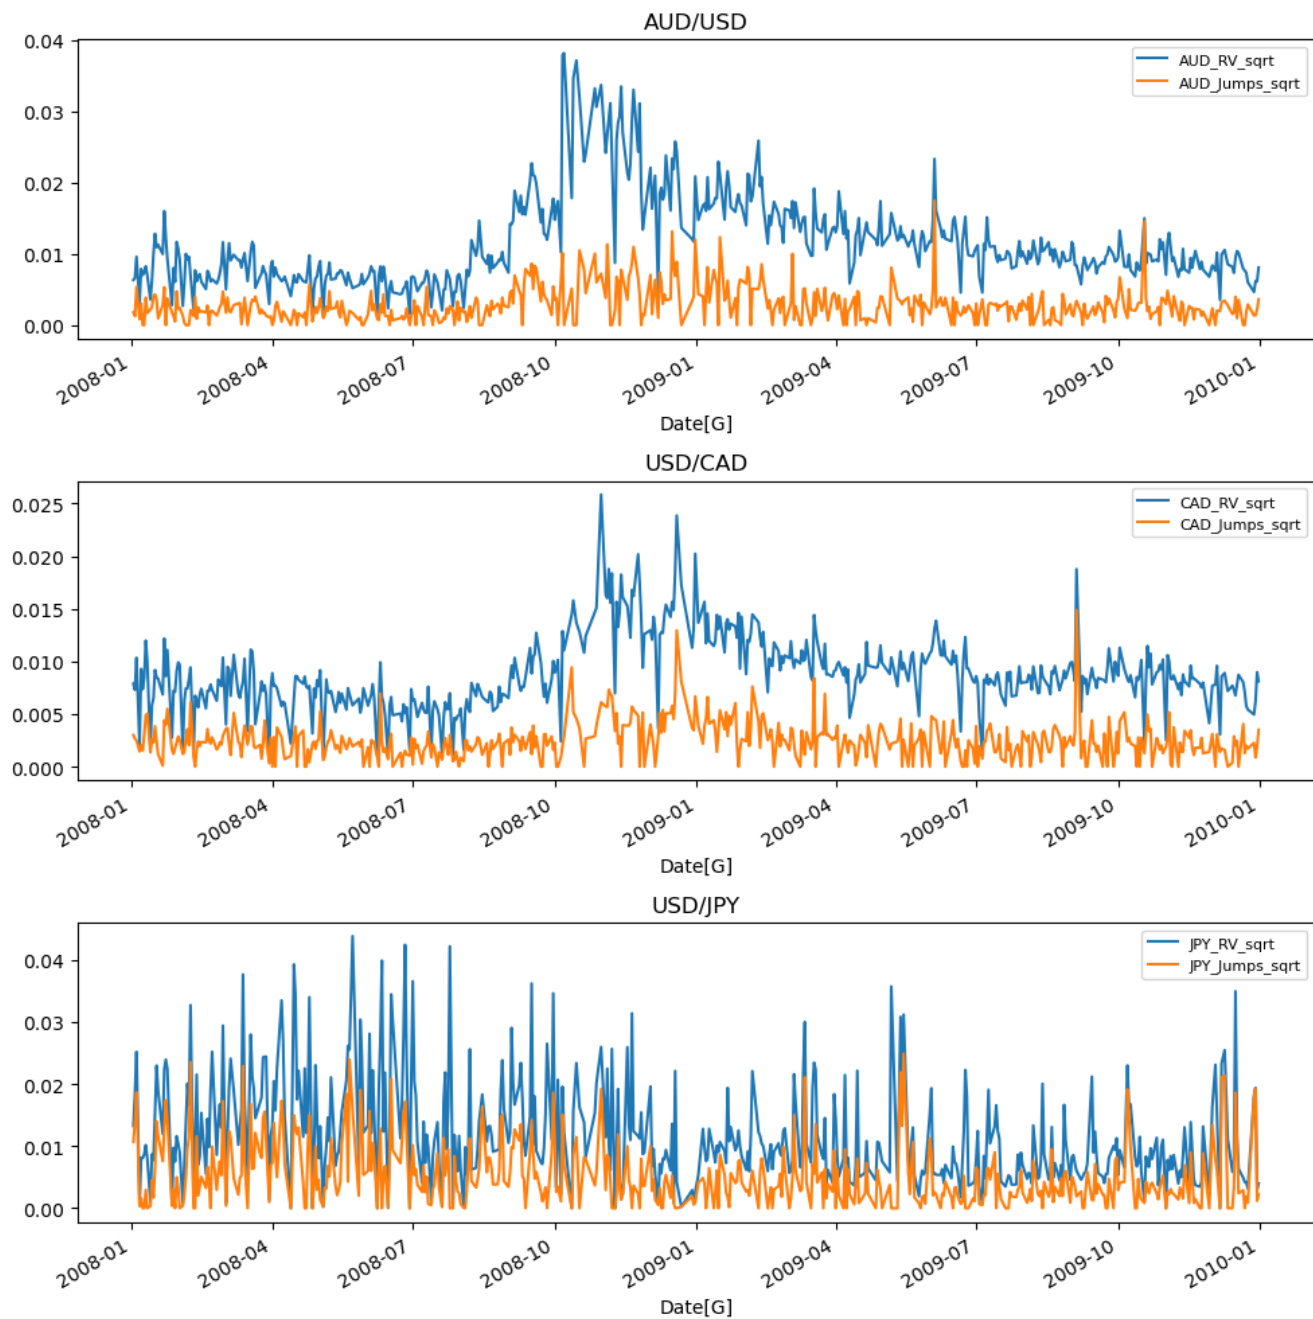 AUD/USD
0.04
0.03
0.02
0.01
0.00
AUD_RV_sqrt
AUD_Jumps_sqrt
2008-01 2008-04 2008-07 2008-10 2009-01 2009-04 2009-07 2009-10 2010-01
Date[G]
USD/CAD
0.025
0.020
0.015
0.010
0.005
0.000
CAD_RV_sqrt
CAD_Jumps_sqrt
2008-01 2008-04 2008-07 2008-10 2009-01 2009-04 2009-07 2009-10 2010-01
Date[G]
USD/JPY
0.04
0.03
0.02
0.01
0.00
JPY_RV_sqrt
JPY_Jumps_sqrt
2008-01 2008-04 2008-07 2008-10 2009-01 2009-04 2009-07 2009-10 2010-01
Date[G]